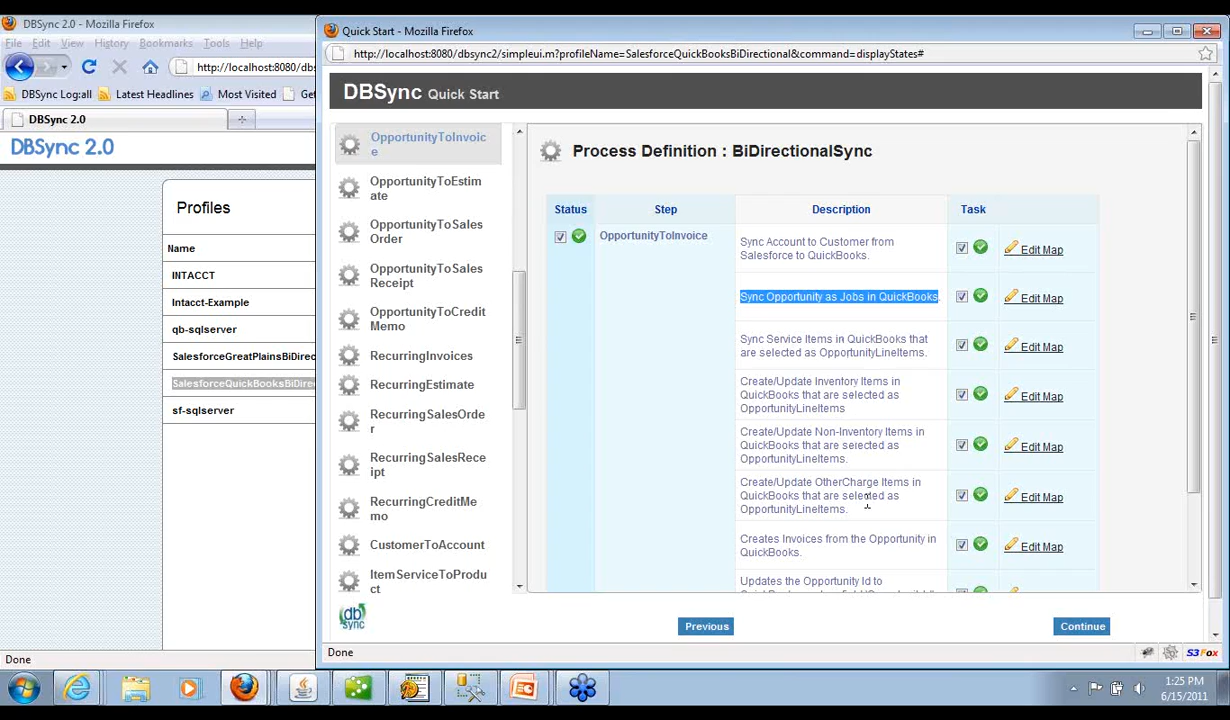 DBSync 2.0 - Mozilla Firefox
File Edit View History Bookmarks Tools Help
http://localhost:8080/dbs
DBSync Log:all Latest Headlines Most Visited Get
DBSync 2.0
DBSync 2.0
Profiles
Name
INTACCT
Intacct-Example
qb-sqlserver
SalesforceGreatPlainsBiDirec
SalesforceQuickBooksBiDirec
sf-sqlserver
Done
Quick Start - Mozilla Firefox
http://localhost:8080/dbsync2/simpleui.m?profileName=SalesforceQuickBooksBiDirectional&command=displayStates#
DBSync Quick Start
OpportunityToInvoic
e
OpportunityToEstim
ate
OpportunityToSales
Order
OpportunityToSales
Receipt
OpportunityToCredit
Memo
RecurringInvoices
RecurringEstimate
RecurringSalesOrde
r
RecurringSalesRece
ipt
RecurringCreditMe
mo
CustomerToAccount
ItemServiceToProdu
ct
db
sync
Process Definition : BiDirectionalSync
Status Step Description Task
OpportunityToInvoice
Sync Account to Customer from
Salesforce to QuickBooks.
Edit Map
Sync Opportunity as Jobs in QuickBooks.
Edit Map
Sync Service Items in QuickBooks that
are selected as OpportunityLineItems.
Edit Map
Create/Update Inventory Items in
QuickBooks that are selected as
OpportunityLineItems
Edit Map
Create/Update Non-Inventory Items in
QuickBooks that are selected as
OpportunityLineItems.
Edit Map
Create/Update OtherCharge Items in
QuickBooks that are selected as
OpportunityLineItems.
Edit Map
Creates Invoices from the Opportunity in
QuickBooks.
Edit Map
Updates the Opportunity Id to
Previous Continue
Done
S3Fox
1:25 PM
6/15/2011